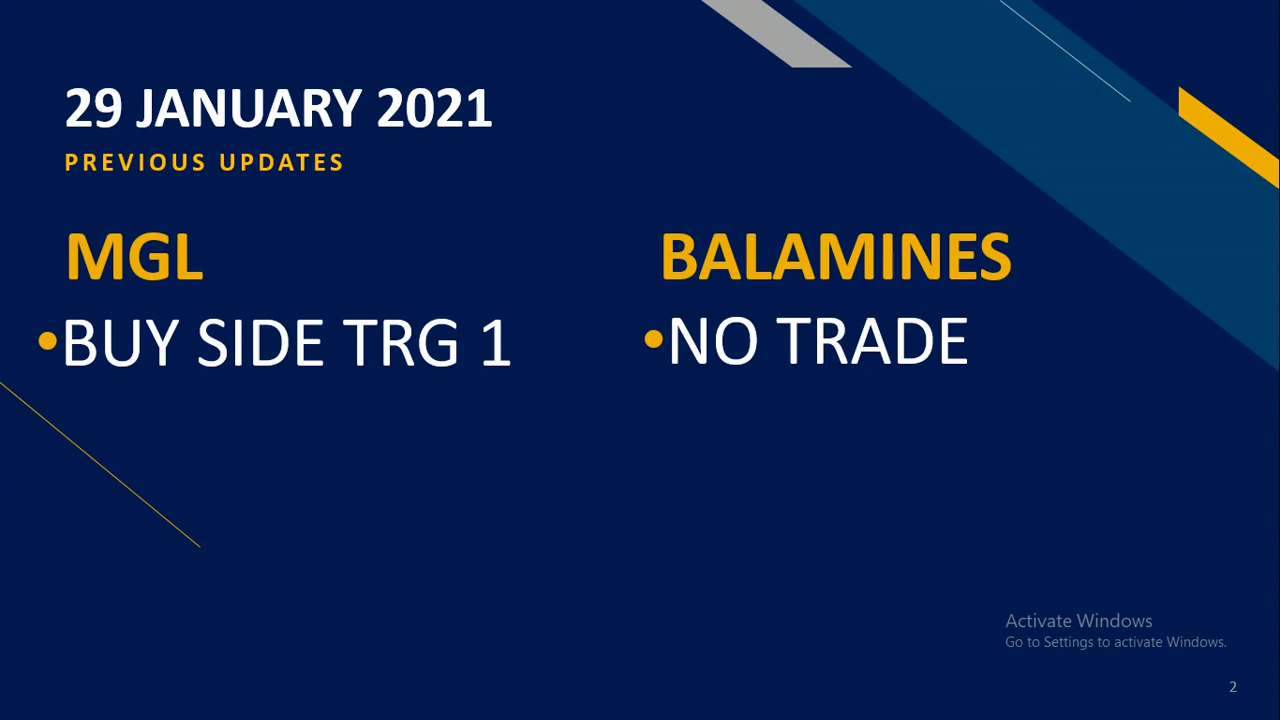 29 JANUARY 2021
PREVIOUS UPDATES
MGL
•BUY SIDE TRG 1
BALAMINES
•NO TRADE
Activate Windows
Go to Settings to activate Windows.
2